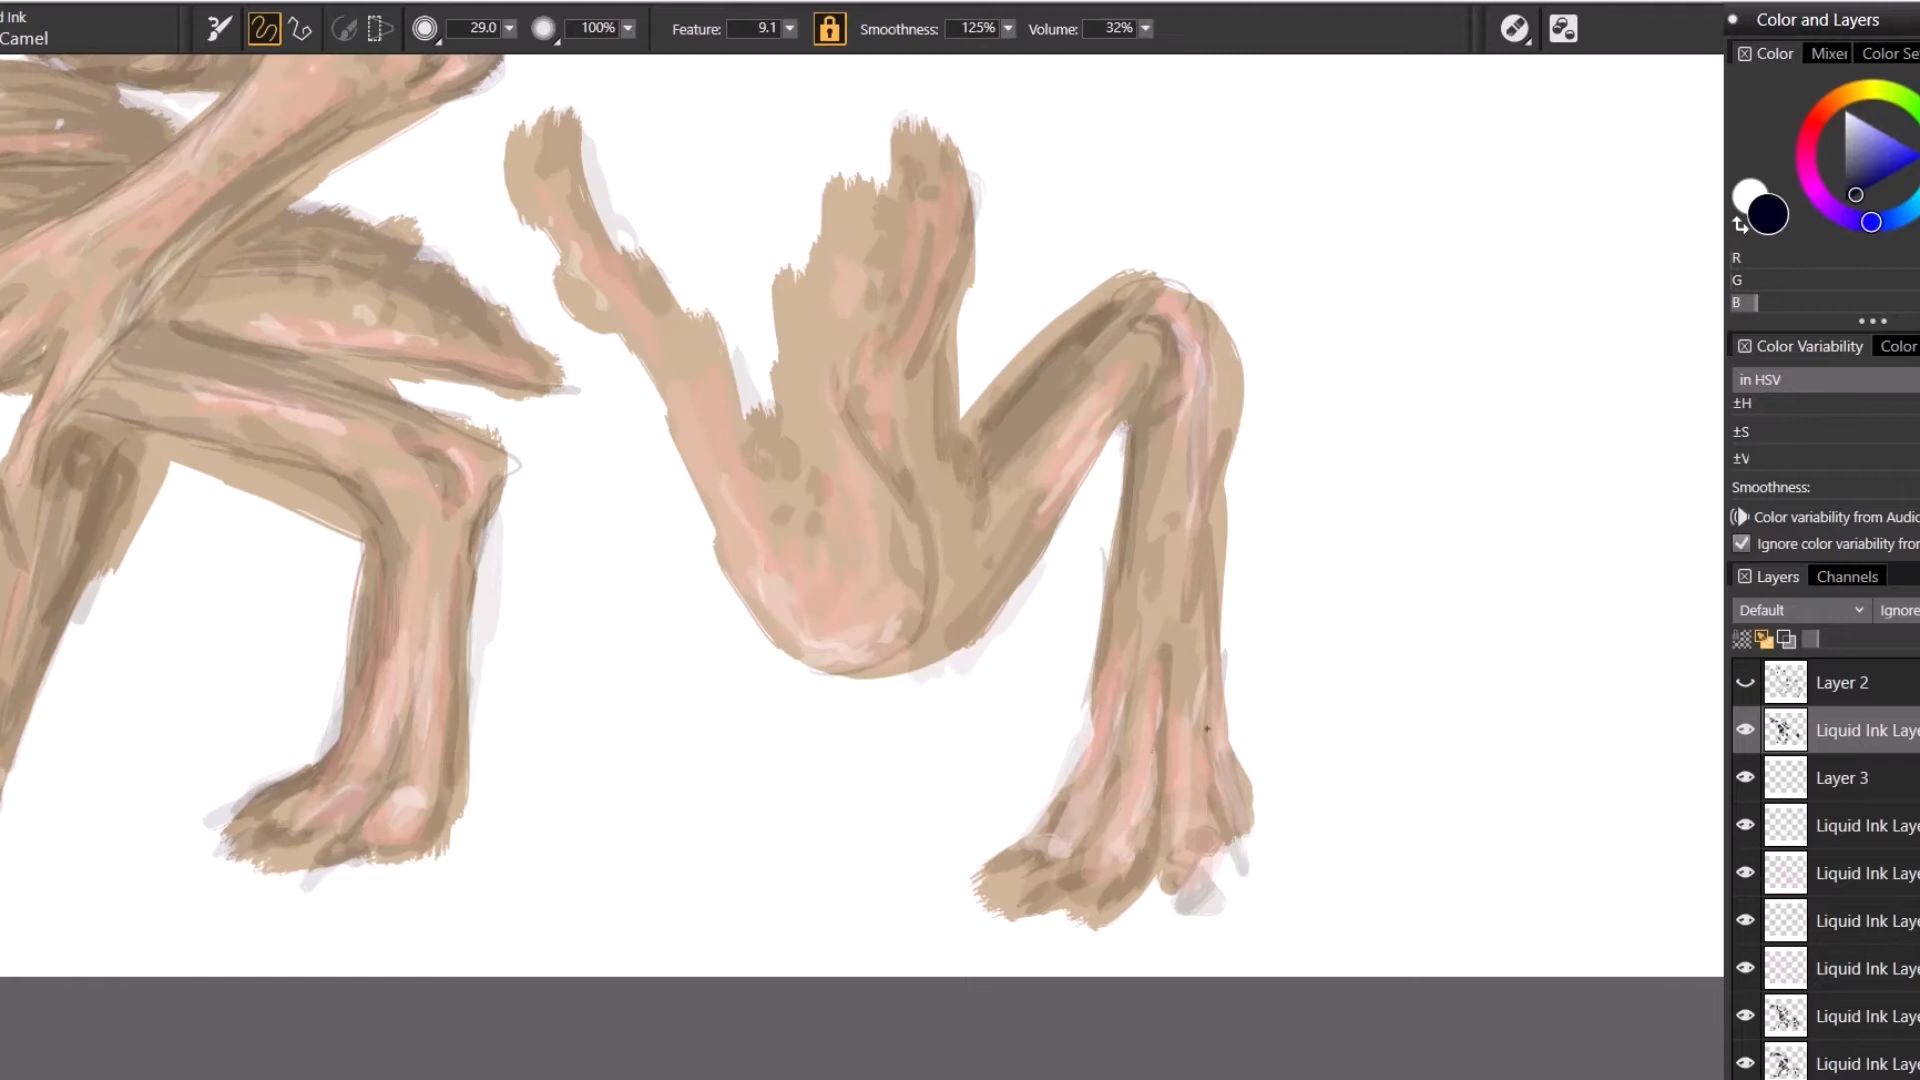 d Ink
Camel
29.0
100%
Feature: 9.1
Smoothness: 125%
Volume: 32%
Color and Layers
Color Mixer Color Se
R
G
B
Color Variability Color
in HSV
±H
±S
±V
Smoothness:
Color variability from Audio
Ignore color variability fror
Layers Channels
Default Ignore
Layer 2
Liquid Ink Laye
Layer 3
Liquid Ink Laye
Liquid Ink Laye
Liquid Ink Laye
Liquid Ink Laye
Liquid Ink Laye
Liquid Ink Laye